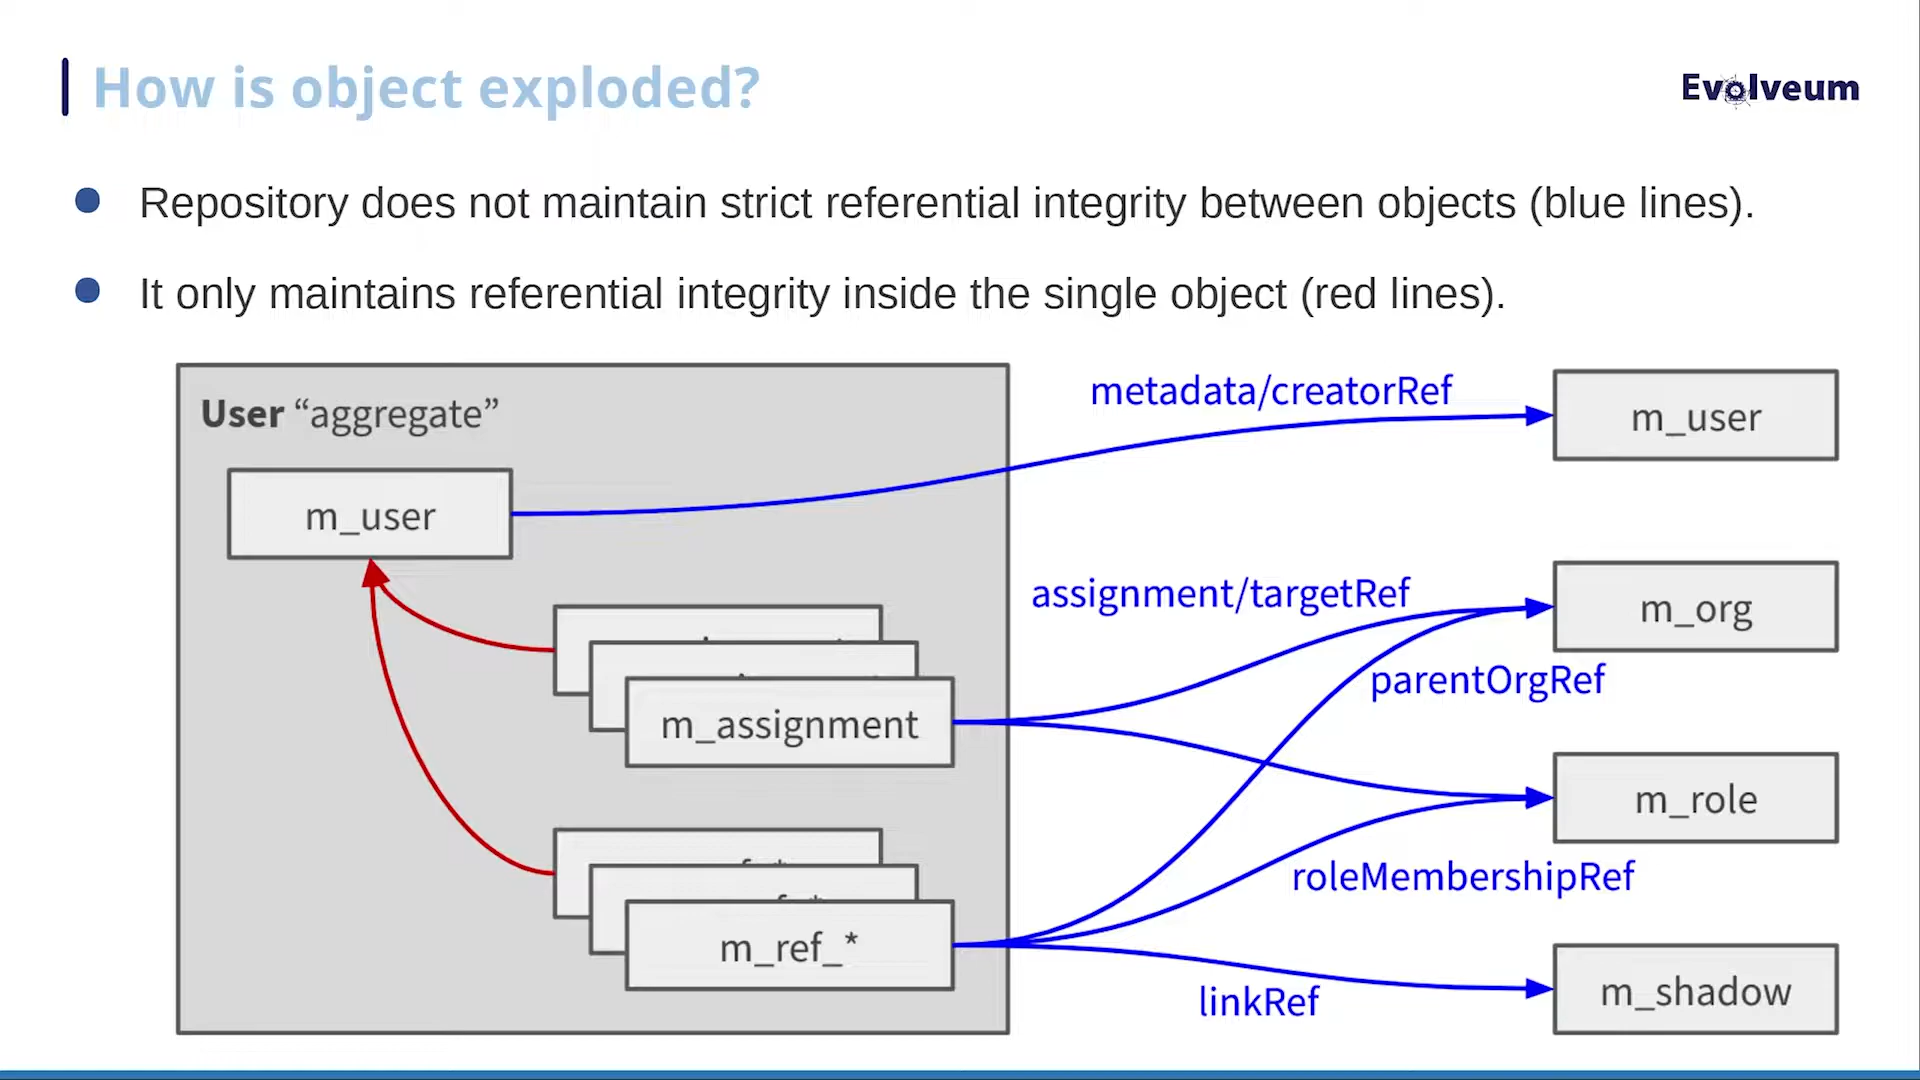 How is object exploded?
Evolveum
Repository does not maintain strict referential integrity between objects (blue lines).
It only maintains referential integrity inside the single object (red lines).
User “aggregate”
m_user
m_assignment
m_ref_*
metadata/creatorRef
assignment/targetRef
parentOrgRef
roleMembershipRef
linkRef
m_user
m_org
m_role
m_shadow